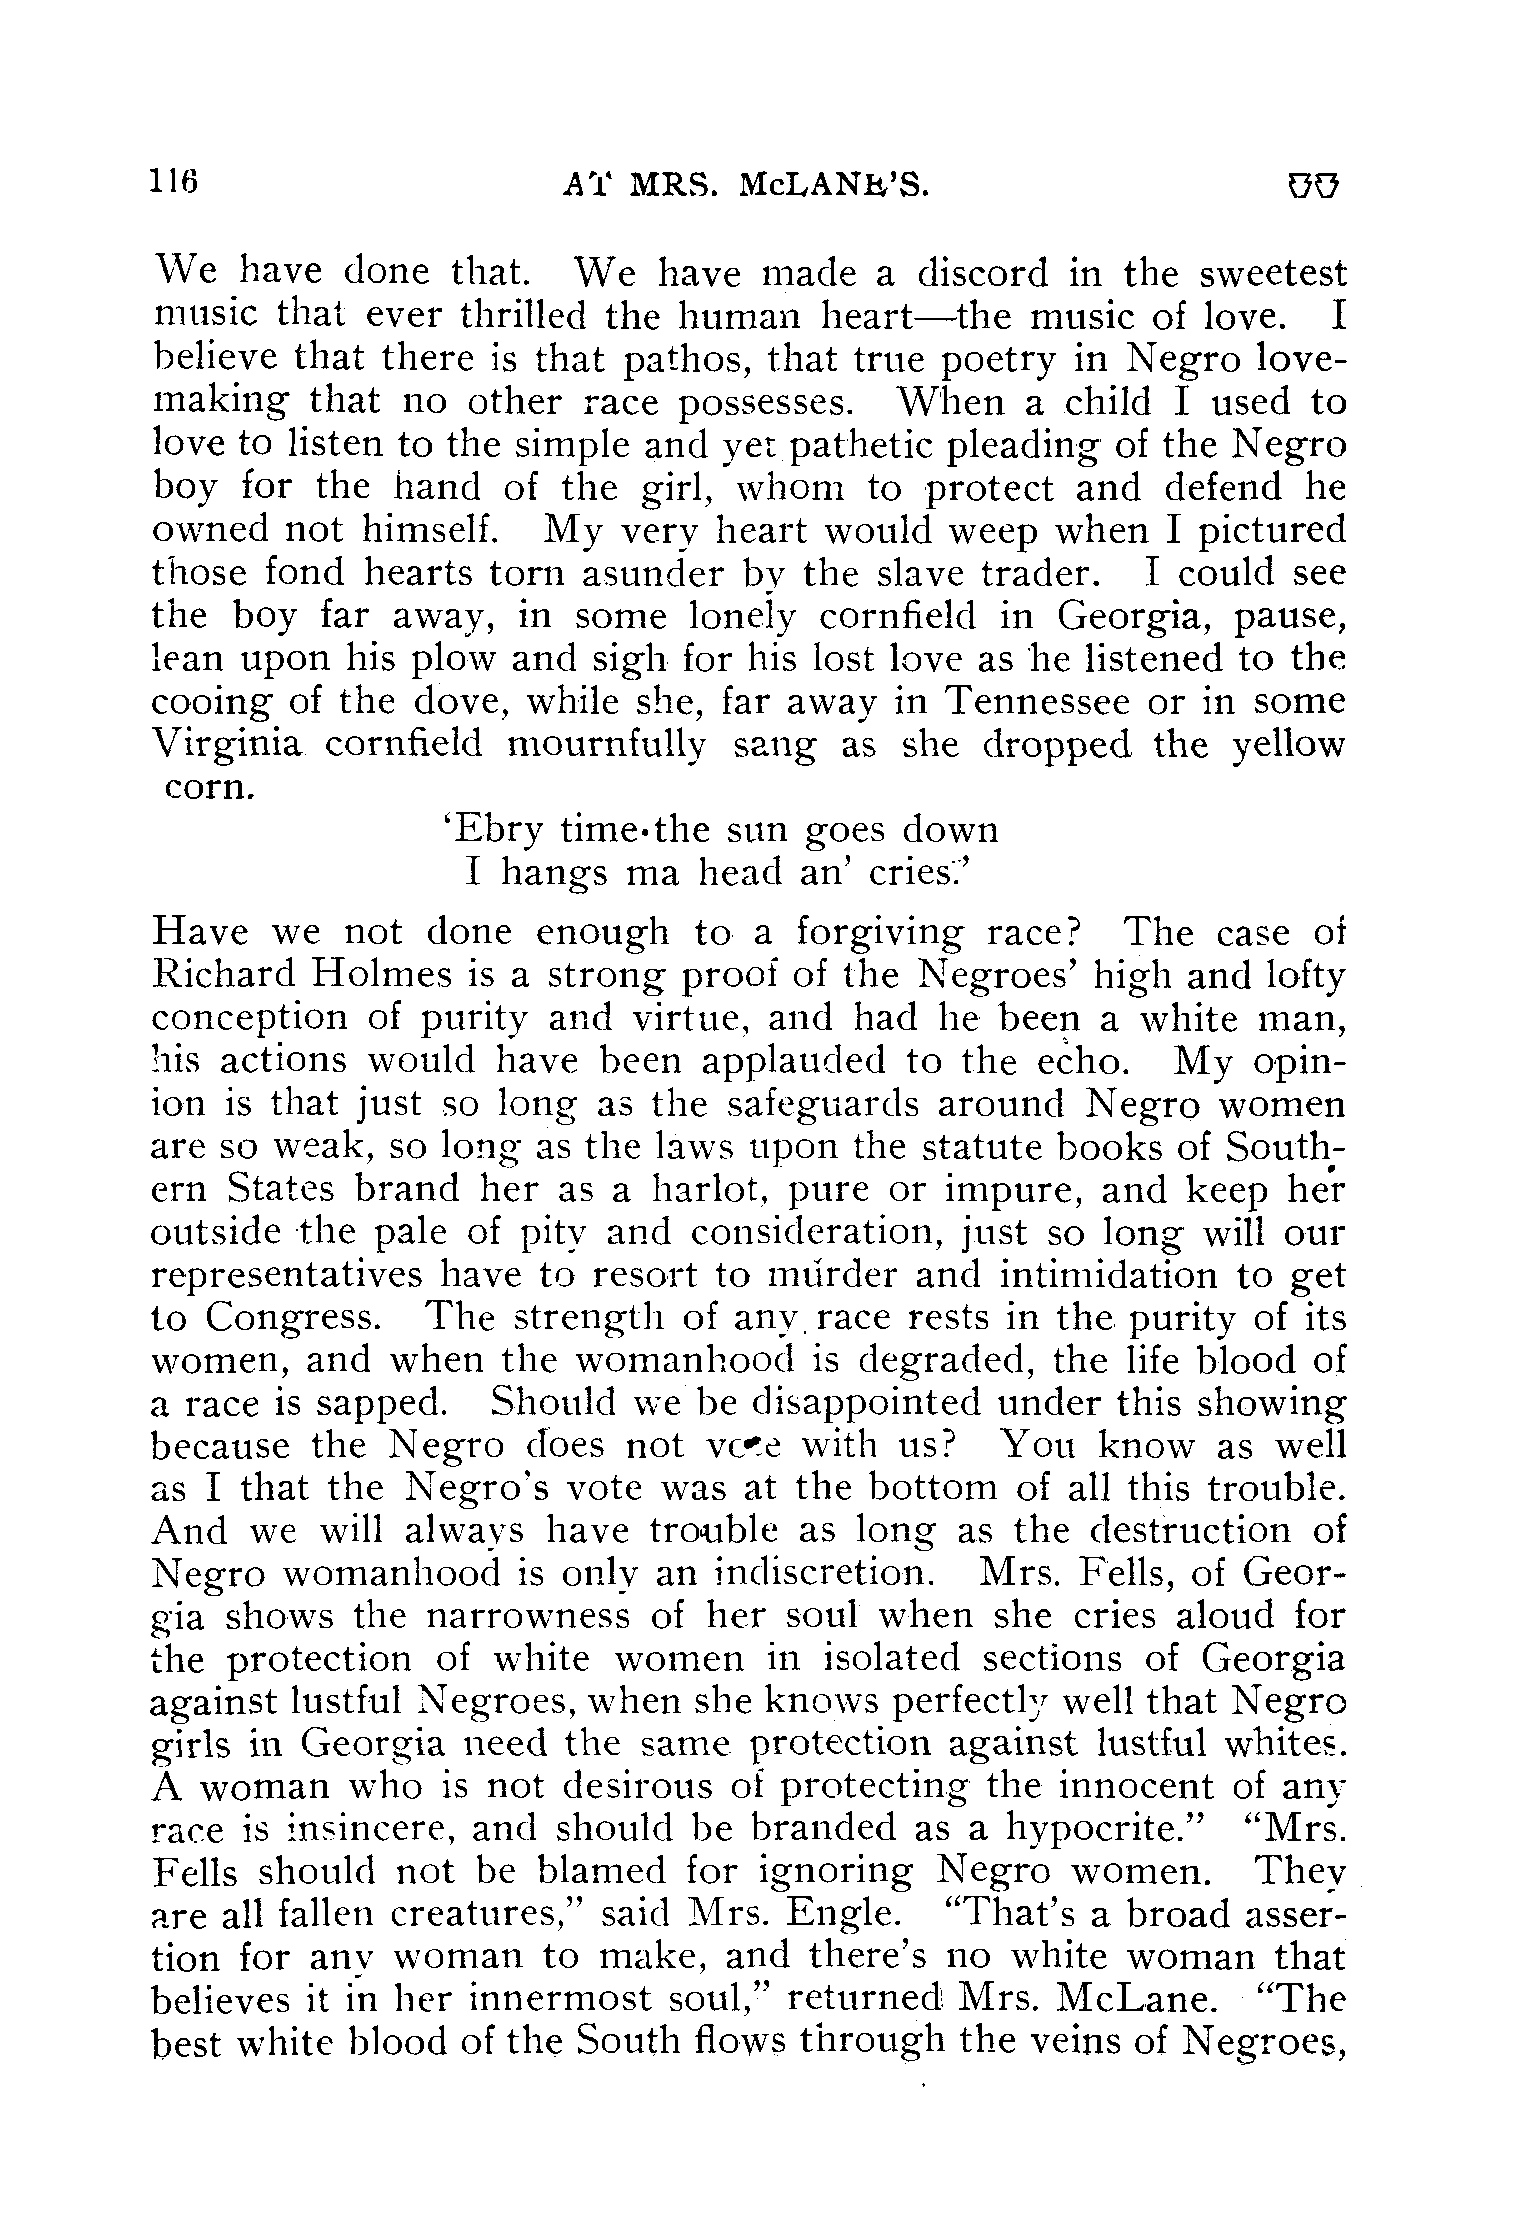 116 AT MRS. McLANE'S.
We have done that. We have made a discord in the sweetest
music that ever thrilled the human heart—the music of love. I
believe that there is that pathos, that true poetry in Negro love-
making that no other race possesses. When a child I used to
love to listen to the simple and yet pathetic pleading of the Negro
boy for the hand of the girl, whom to protect and defend he
owned not himself. My very heart would weep when I pictured
those fond hearts torn asunder by the slave trader. I could see
the boy far away, in some lonely cornfield in Georgia, pause,
lean upon his plow and sigh for his lost love as he listened to the
cooing of the dove, while she, far away in Tennessee or in some
Virginia cornfield mournfully sang as she dropped the yellow
corn.
'Ebry time the sun goes down
I hangs ma head an' cries.'
Have we not done enough to a forgiving race? The case of
Richard Holmes is a strong proof of the Negroes' high and lofty
conception of purity and virtue, and had he been a white man,
his actions would have been applauded to the echo. My opin-
ion is that just so long as the safeguards around Negro women
are so weak, so long as the laws upon the statute books of South-
ern States brand her as a harlot, pure or impure, and keep her
outside the pale of pity and consideration, just so long will our
representatives have to resort to murder and intimidation to get
to Congress. The strength of any race rests in the purity of its
women, and when the womanhood is degraded, the life blood of
a race is sapped. Should we be disappointed under this showing
because the Negro does not vote with us? You know as well
as I that the Negro's vote was at the bottom of all this trouble.
And we will always have trouble as long as the destruction of
Negro womanhood is only an indiscretion. Mrs. Fells, of Geor-
gia shows the narrowness of her soul when she cries aloud for
the protection of white women in isolated sections of Georgia
against lustful Negroes, when she knows perfectly well that Negro
girls in Georgia need the same protection against lustful whites.
A woman who is not desirous of protecting the innocent of any
race is insincere, and should be branded as a hypocrite." "Mrs.
Fells should not be blamed for ignoring Negro women. They
are all fallen creatures," said Mrs. Engle. "That's a broad asser-
tion for any woman to make, and there's no white woman that
believes it in her innermost soul," returned Mrs. McLane. "The
best white blood of the South flows through the veins of Negroes,